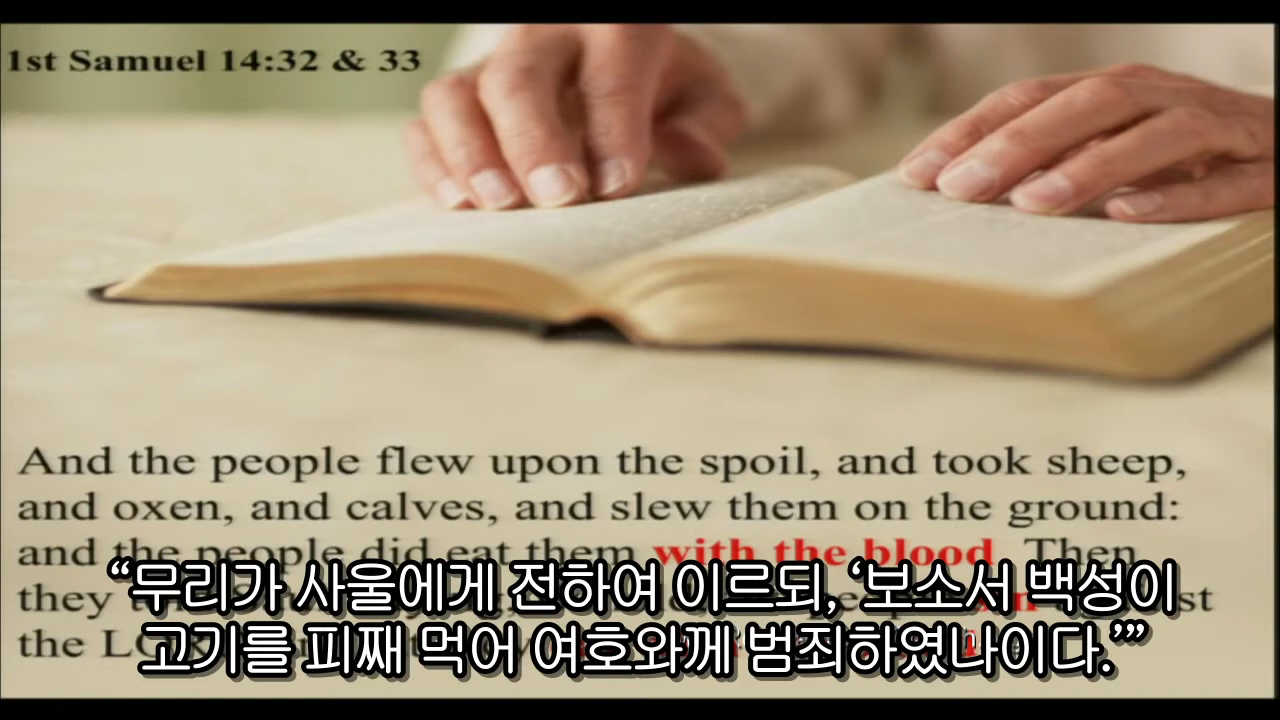 1st Samuel 14:32 & 33
And the people flew upon the spoil, and took sheep,
and oxen, and calves, and slew them on the ground:
and the people did eat them with the blood. Then
they
the
“무리가 사울에게 전하여 이르되, ‘보소서 백성이
고기를 피째 먹어 여호와께 범죄하였나이다.’”